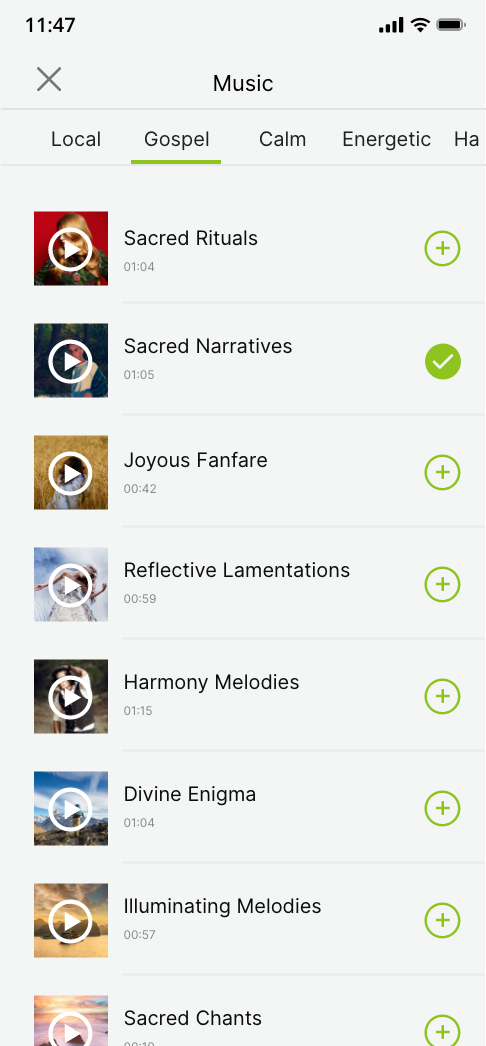 11:47
Music
Local Gospel Calm Energetic Ha
Sacred Rituals
01:04
Sacred Narratives
01:05
Joyous Fanfare
00:42
Reflective Lamentations
00:59
Harmony Melodies
01:15
Divine Enigma
01:04
Illuminating Melodies
00:57
Sacred Chants